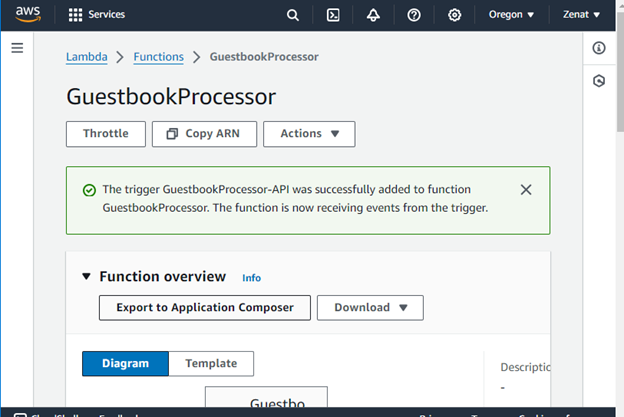 aws Services Oregon Zenat
Lambda Functions GuestbookProcessor
GuestbookProcessor
Throttle Copy ARN Actions
The trigger GuestbookProcessor-API was successfully added to function
GuestbookProcessor. The function is now receiving events from the trigger.
Function overview Info
Export to Application Composer Download
Diagram Template
Descriptic
-
Guestbo